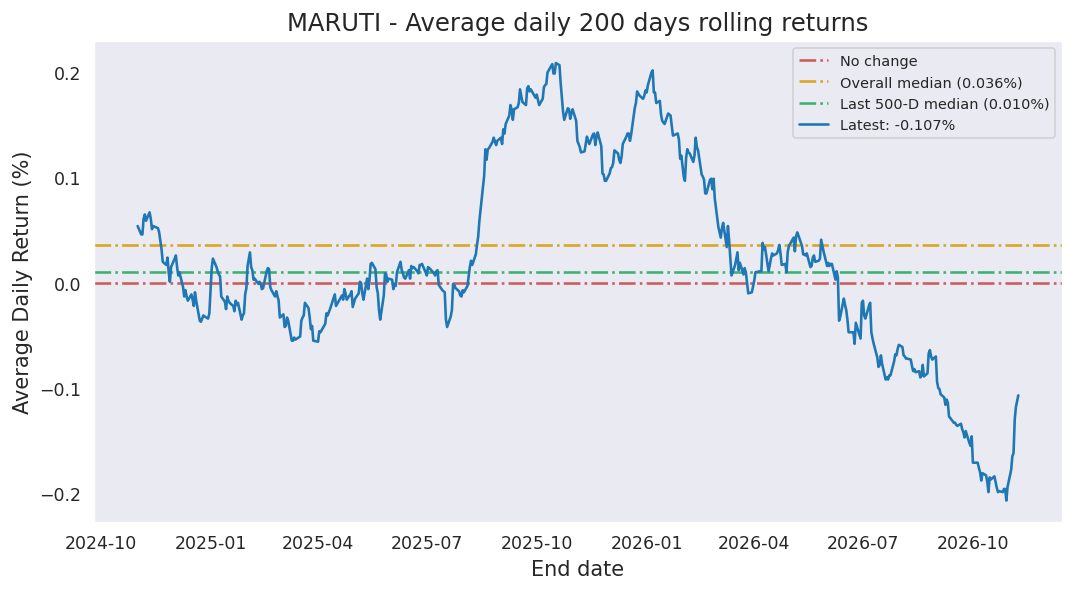 MARUTI - Average daily 200 days rolling returns
No change
Overall median (0.036%)
Last 500-D median (0.010%)
Latest: -0.107%
Average Daily Return (%)
0.2
0.1
0.0
−0.1
−0.2
2024-10 2025-01 2025-04 2025-07 2025-10 2026-01 2026-04 2026-07 2026-10
End date